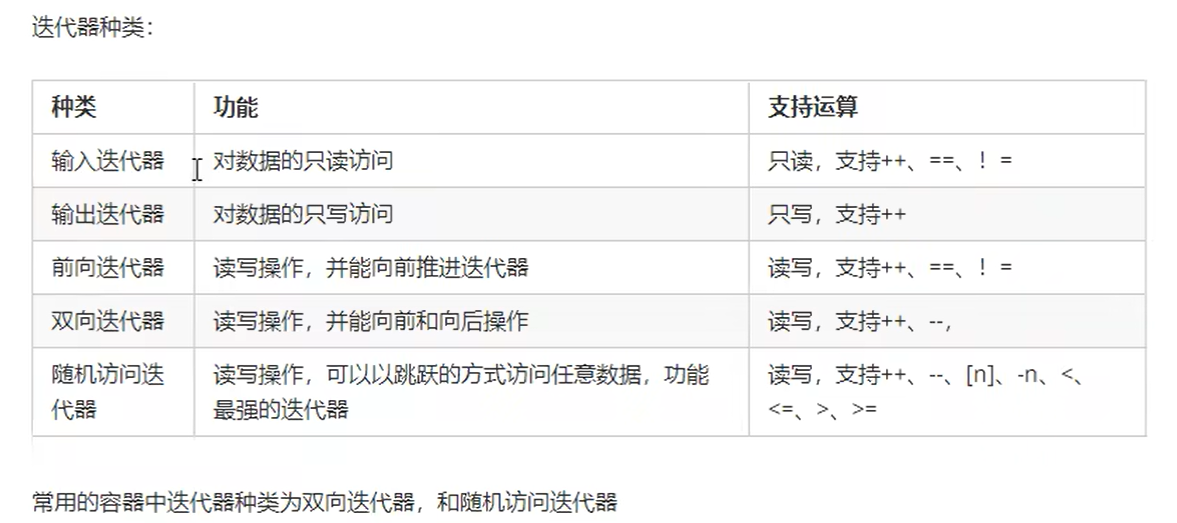 迭代器种类：
种类 功能 支持运算
输入迭代器 对数据的只读访问 只读，支持++、==、！=
输出迭代器 对数据的只写访问 只写，支持++
前向迭代器 读写操作，并能向前推进迭代器 读写，支持++、==、！=
双向迭代器 读写操作，并能向前和向后操作 读写，支持++、--，
随机访问迭 读写操作，可以以跳跃的方式访问任意数据，功能 读写，支持++、--、[n]、-n、<、
代器 最强的迭代器 <=、>、>=
常用的容器中迭代器种类为双向迭代器，和随机访问迭代器